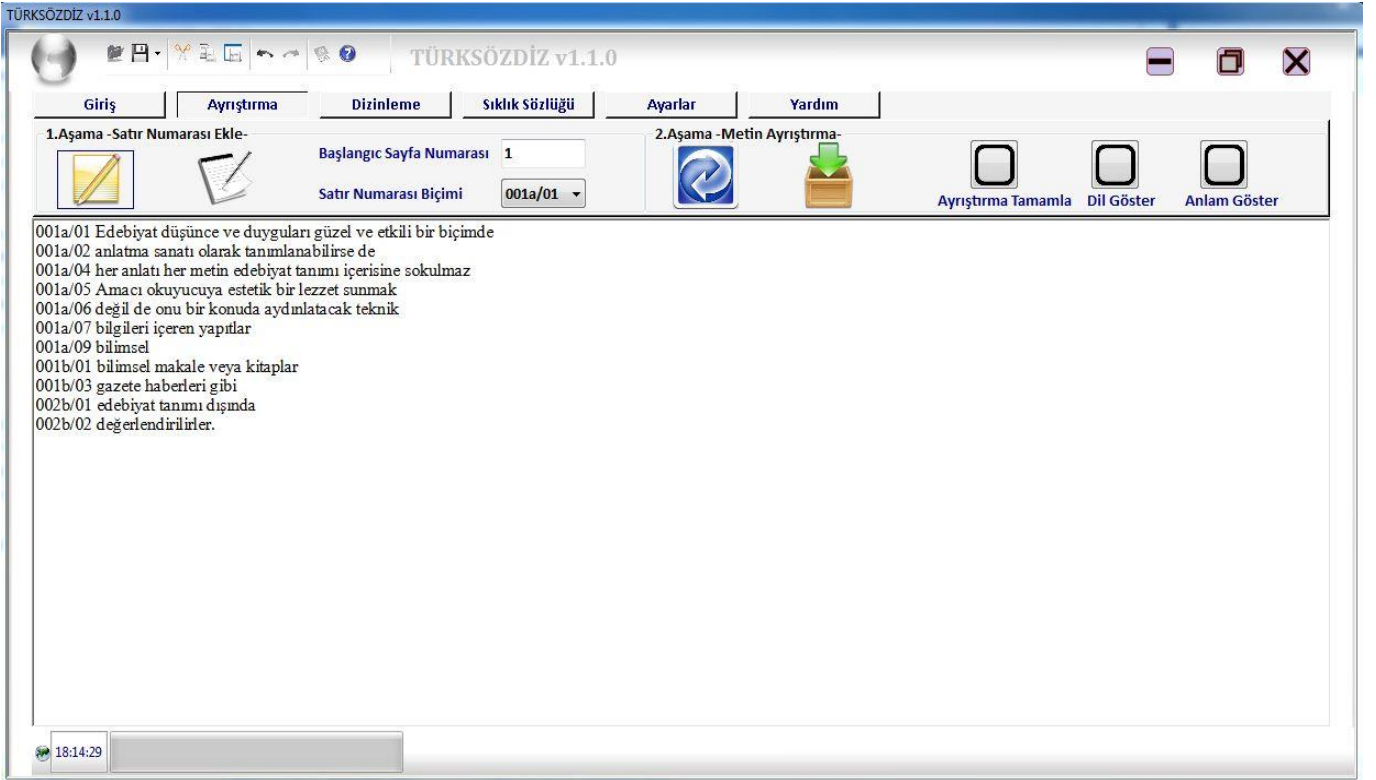 TÜRKSÖZDİZ v1.1.0
TÜRKSÖZDİZ v1.1.0
Giriş Ayrıştırma Dizinleme Sıklık Sözlüğü Ayarlar Yardım
1.Aşama -Satır Numarası Ekle- 2.Aşama -Metin Ayrıştırma-
Başlangıc Sayfa Numarası 1
Satır Numarası Biçimi 001a/01
Ayrıştırma Tamamla Dil Göster Anlam Göster
001a/01 Edebiyat düşünce ve duyguları güzel ve etkili bir biçimde
001a/02 anlatma sanatı olarak tanımlanabilirse de
001a/04 her anlatı her metin edebiyat tanımı içerisine sokulmaz
001a/05 Amacı okuyucuya estetik bir lezzet sunmak
001a/06 değil de onu bir konuda aydınlatacak teknik
001a/07 bilgileri içeren yapıtlar
001a/09 bilimsel
001b/01 bilimsel makale veya kitaplar
001b/03 gazete haberleri gibi
002b/01 edebiyat tanımı dışında
002b/02 değerlendirilirler.
18:14:29